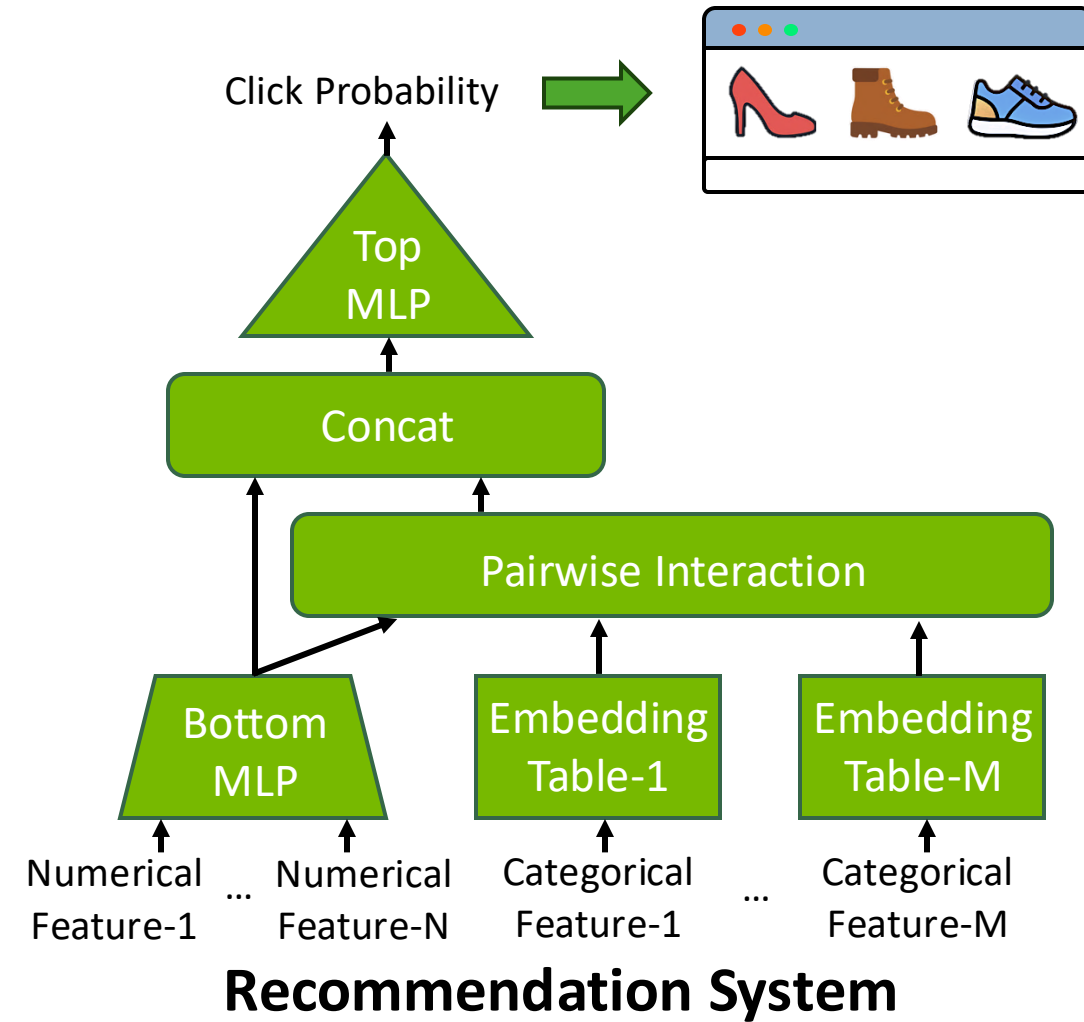 Click Probability
Top
MLP
Concat
Pairwise Interaction
Bottom
MLP
Embedding
Table-1
Embedding
Table-M
Numerical
Feature-1
...
Numerical
Feature-N
Categorical
Feature-1
...
Categorical
Feature-M
Recommendation System